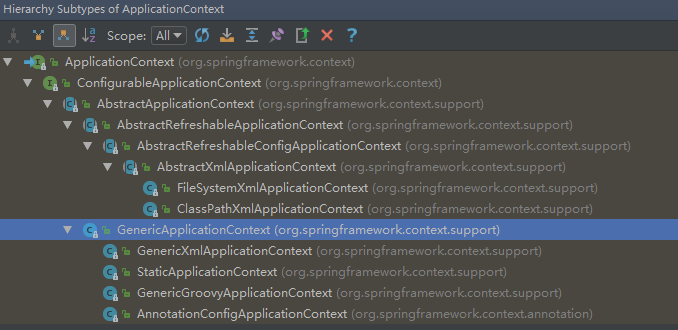 Hierarchy Subtypes of ApplicationContext
Scope: All
ApplicationContext (org.springframework.context)
ConfigurableApplicationContext (org.springframework.context)
AbstractApplicationContext (org.springframework.context.support)
AbstractRefreshableApplicationContext (org.springframework.context.support)
AbstractRefreshableConfigApplicationContext (org.springframework.context.support)
AbstractXmlApplicationContext (org.springframework.context.support)
FileSystemXmlApplicationContext (org.springframework.context.support)
ClassPathXmlApplicationContext (org.springframework.context.support)
GenericApplicationContext (org.springframework.context.support)
GenericXmlApplicationContext (org.springframework.context.support)
StaticApplicationContext (org.springframework.context.support)
GenericGroovyApplicationContext (org.springframework.context.support)
AnnotationConfigApplicationContext (org.springframework.context.annotation)